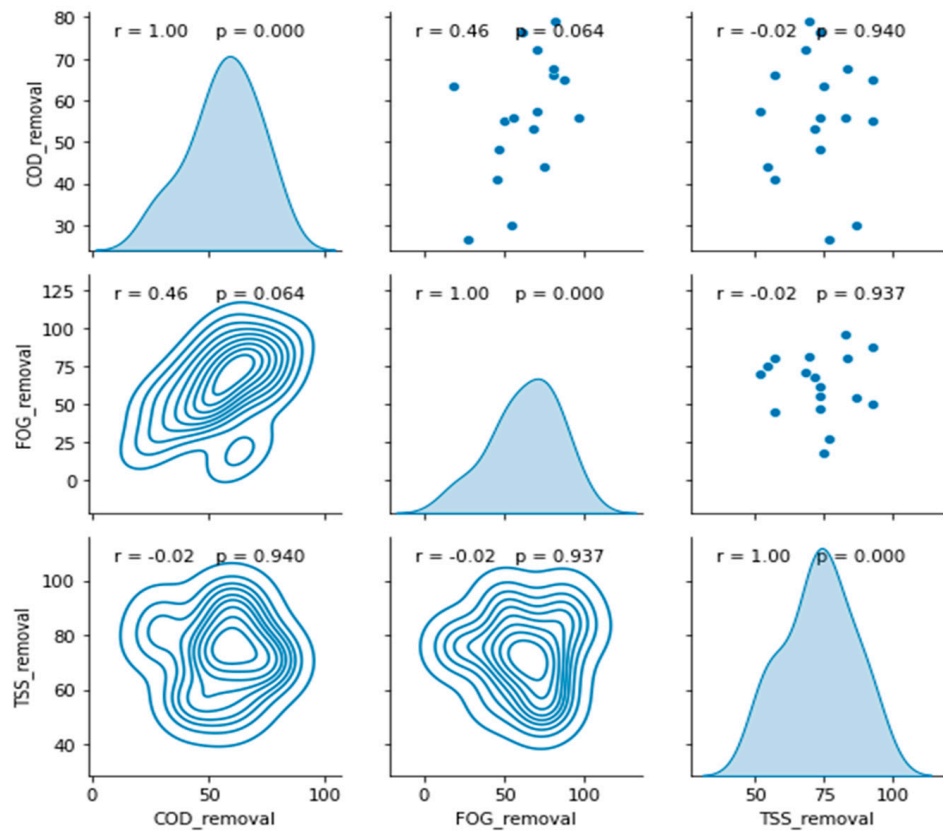 80
r = 1.00 p = 0.000
r = 0.46 p = 0.064
r = -0.02 p = 0.940
70
60
50
40
30
COD_removal
125
r = 0.46 p = 0.064
r = 1.00 p = 0.000
r = -0.02 p = 0.937
100
75
50
25
0
FOG_removal
r = -0.02 p = 0.940
r = -0.02 p = 0.937
r = 1.00 p = 0.000
100
80
60
40
TSS_removal
0 50 100
0 50 100
50 75 100
COD_removal
FOG_removal
TSS_removal